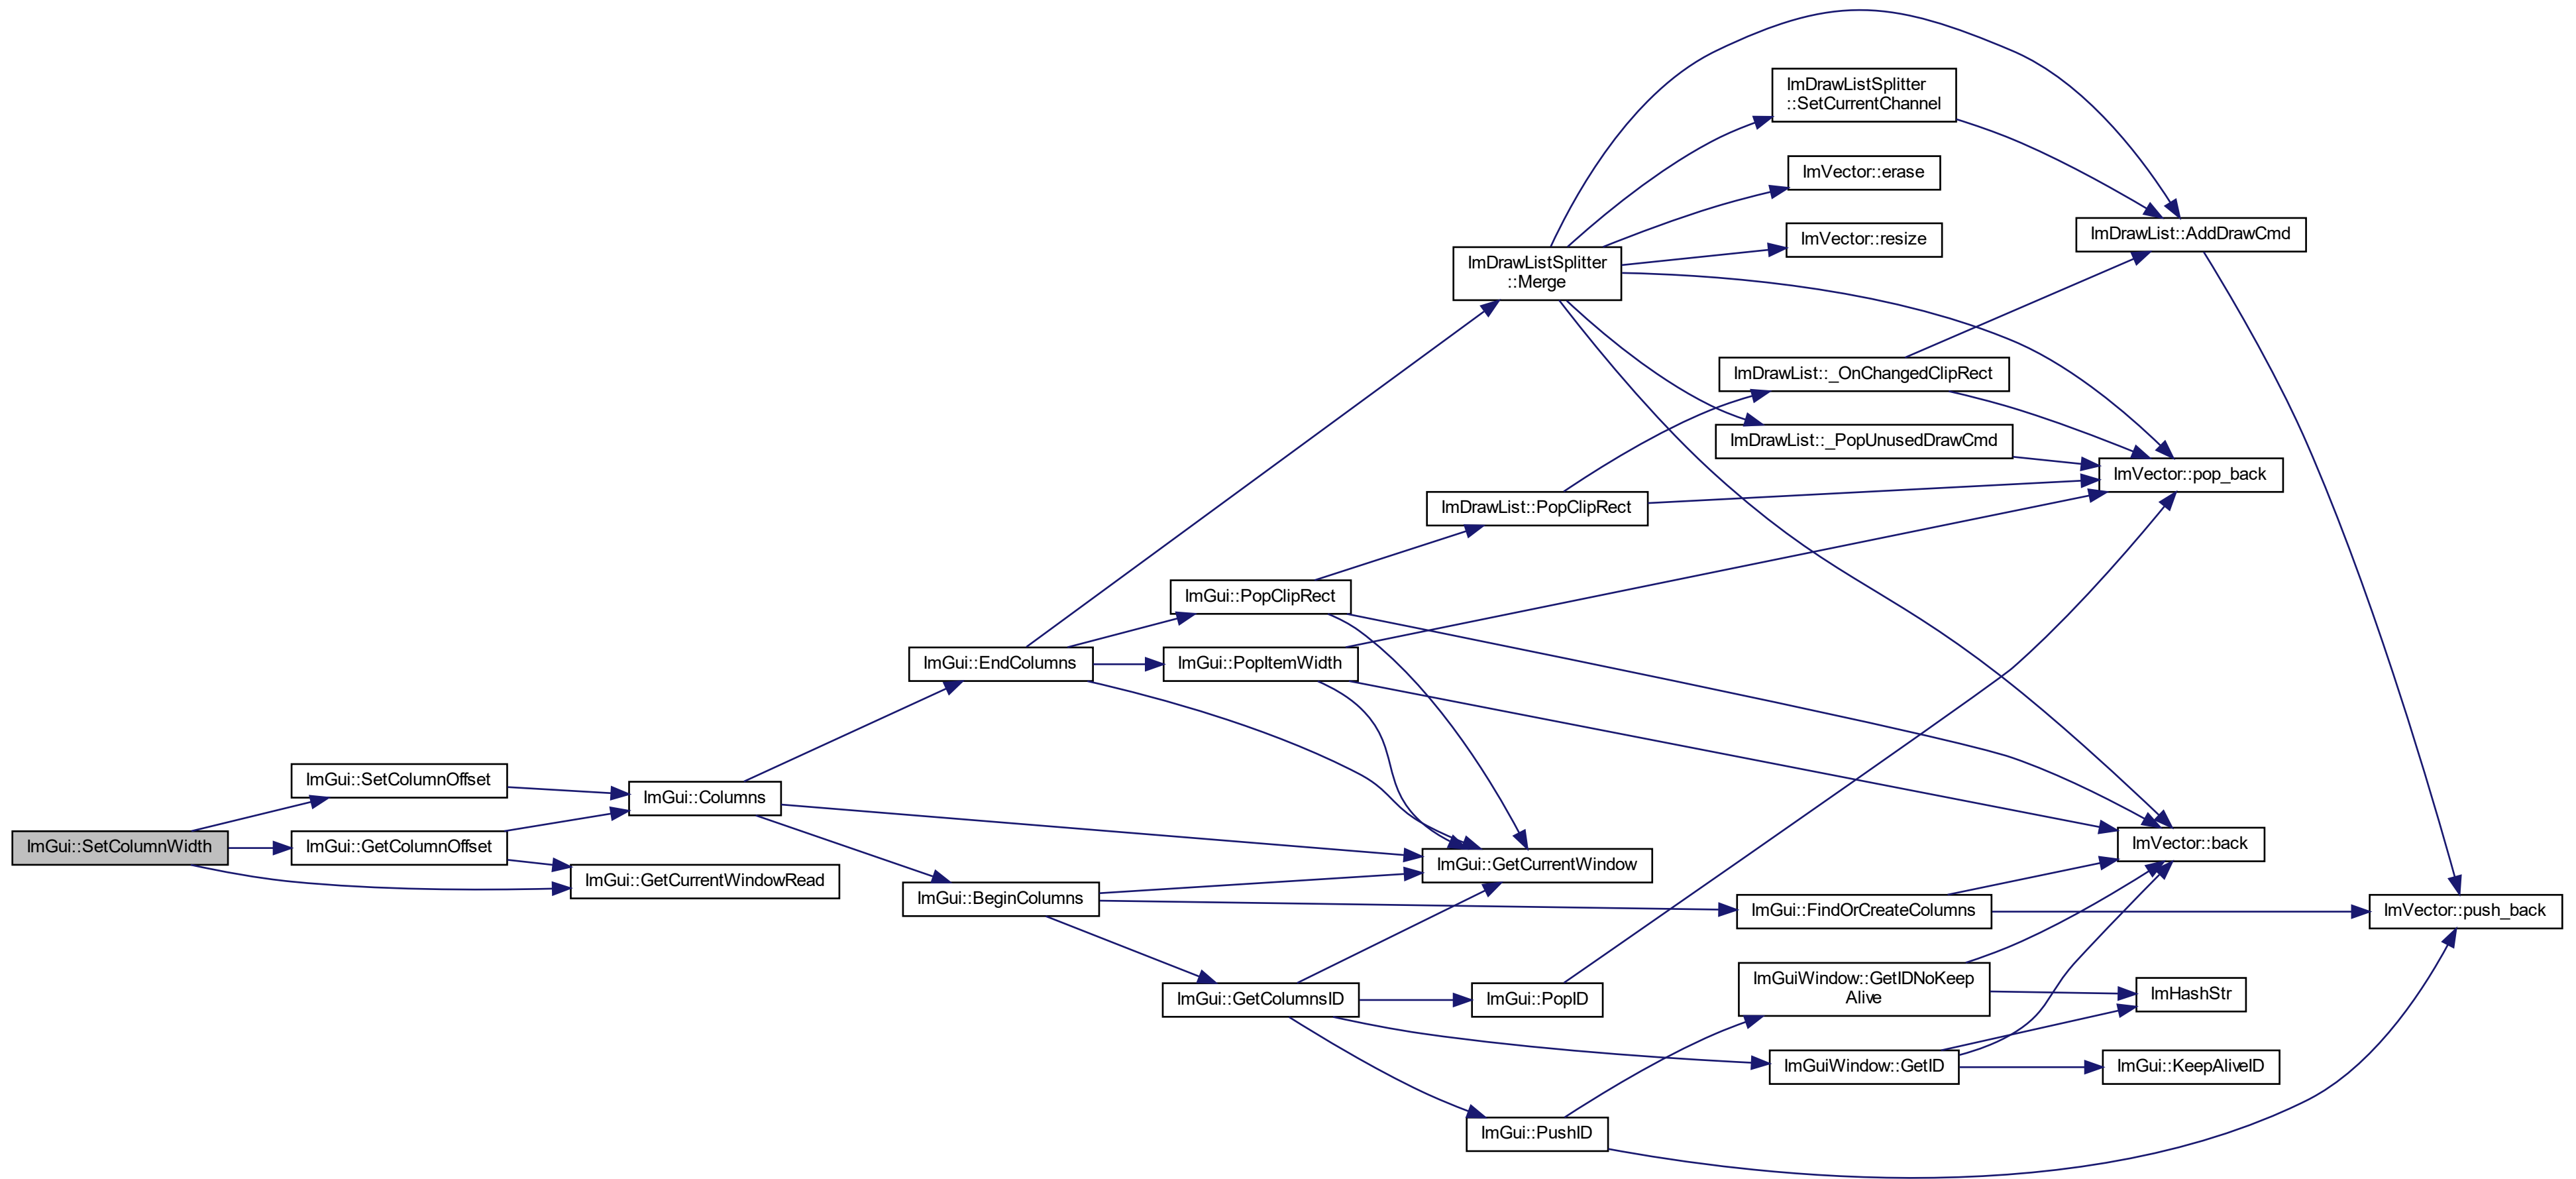 ImGui::SetColumnWidth
ImGui::SetColumnOffset
ImGui::GetColumnOffset
ImGui::GetCurrentWindowRead
ImGui::Columns
ImGui::EndColumns
ImGui::BeginColumns
ImGui::PopClipRect
ImGui::PopItemWidth
ImGui::GetColumnsID
ImDrawListSplitter
::Merge
ImDrawList::PopClipRect
ImGui::GetCurrentWindow
ImGui::PopID
ImGui::PushID
ImDrawListSplitter
::SetCurrentChannel
ImVector::erase
ImVector::resize
ImDrawList::_OnChangedClipRect
ImDrawList::_PopUnusedDrawCmd
ImGui::FindOrCreateColumns
ImGuiWindow::GetIDNoKeep
Alive
ImGuiWindow::GetID
ImDrawList::AddDrawCmd
ImVector::pop_back
ImVector::back
ImHashStr
ImGui::KeepAliveID
ImVector::push_back